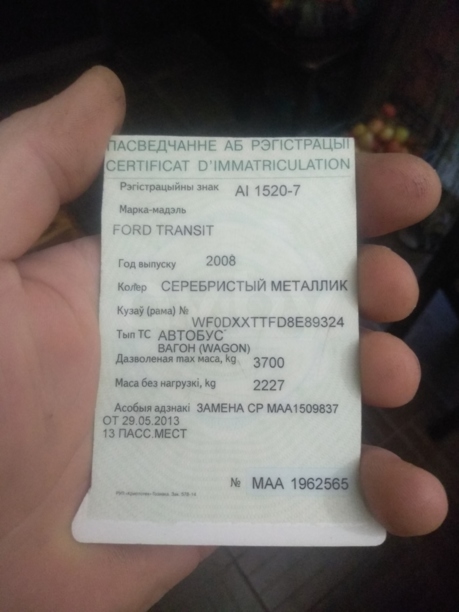 ПАСВЕДЧАННЕ АБ РЭГІСТРАЦЫІ
CERTIFICAT D'IMMATRICULATION
Рэгістрацыйны знак AI 1520-7
Марка-мадэль
FORD TRANSIT
Год выпуску 2008
Колер СЕРЕБРИСТЫЙ МЕТАЛЛИК
Кузаў (рама) № WF0DXXTTFD8E89324
Тып ТС АВТОБУС
ВАГОН (WAGON)
Дазволеная max маса, kg 3700
Маса без нагрузкі, kg 2227
Асобыя адзнакі ЗАМЕНА СР МАА1509837
ОТ 29.05.2013
13 ПАСС.МЕСТ
№ МАА 1962565